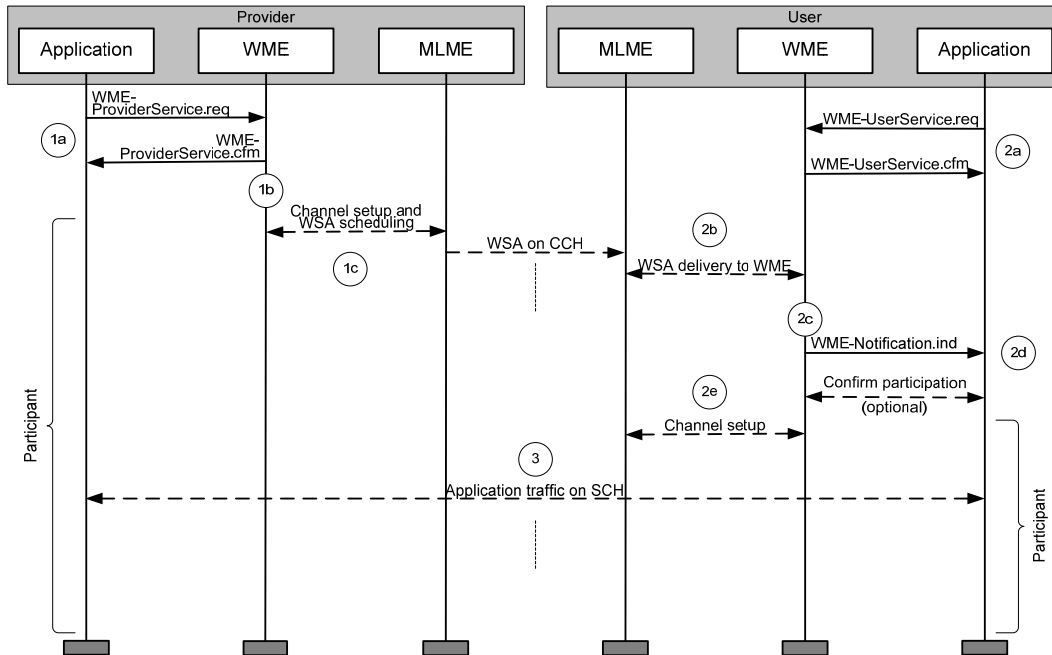 Provider
User
Application
WME
MLME
MLME
WME
Application
WME-
ProviderService.req
WME-UserService.req
1a
WME-
ProviderService.cfm
2a
WME-UserService.cfm
1b
Channel setup and
WSA scheduling
2b
WSA on CCH
1c
WSA delivery to WME
2c
WME-Notification.ind
2d
Confirm participation
(optional)
2e
Channel setup
Participant
3
Application traffic on SCH
Participant